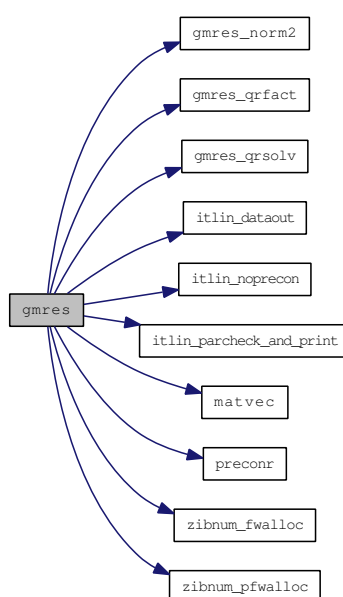 gmres_norm2
gmres_qrfact
gmres_qrsolv
itlin_dataout
itlin_noprecon
gmres
itlin_parcheck_and_print
matvec
preconr
zibnum_fwalloc
zibnum_pfwalloc